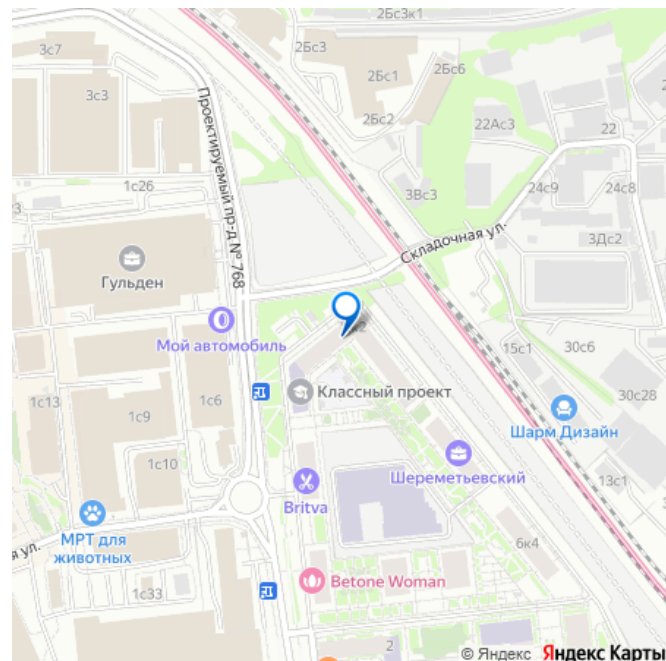 2Бс3к1
3с7
2Бс3
2Бс6
2Бс1
3с3
2Бс2
22Ас3
22
Проектируемый пр-д № 768
1с26
3Вс3
24с9
24с8
Складочная ул.
3Дс2
Гульден
Мой автомобиль
15с1
30с6
1с13
1с6
Классный проект
30с28
1с9
Шарм Дизайн
1с10
Шереметьевский
13с1
Britva
МРТ для
животных
ул.
6к4
Betone Woman
1с33
2
© Яндекс Яндекс Карты